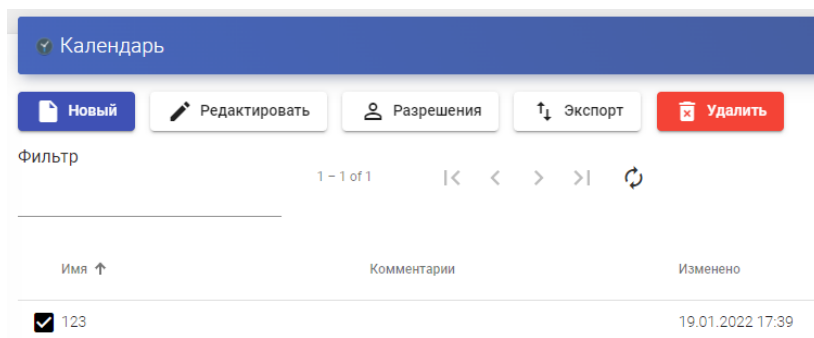 Календарь
Новый Редактировать Разрешения Экспорт Удалить
Фильтр
1 – 1 of 1
Имя Комментарии Изменено
123 19.01.2022 17:39